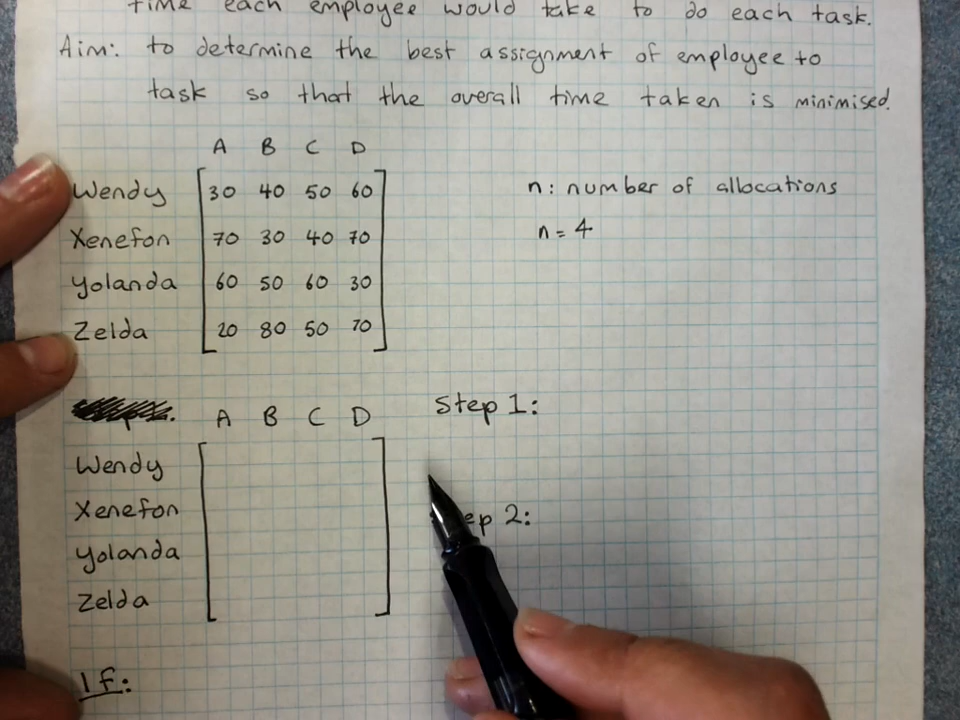 time each employee would take to do each task.
Aim: to determine the best assignment of employee to
task so that the overall time taken is minimised.
A B C D
Wendy 30 40 50 60
n: number of allocations
Xenefon 70 30 40 70
n = 4
Yolanda 60 50 60 30
Zelda 20 80 50 70
A B C D
Step 1:
Wendy
Xenefon
ep 2:
Yolanda
Zelda
If: